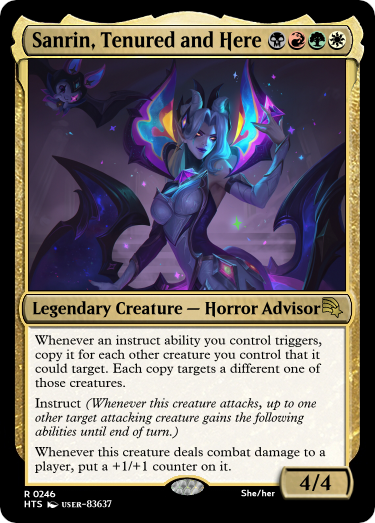 Sanrin, Tenured and Here
Legendary Creature — Horror Advisor
Whenever an instruct ability you control triggers,
copy it for each other creature you control that it
could target. Each copy targets a different one of
those creatures.
Instruct (Whenever this creature attacks, up to one
other target attacking creature gains the following
abilities until end of turn.)
Whenever this creature deals combat damage to a
player, put a +1/+1 counter on it.
4/4
R 0246
She/her
HTS USER-83637